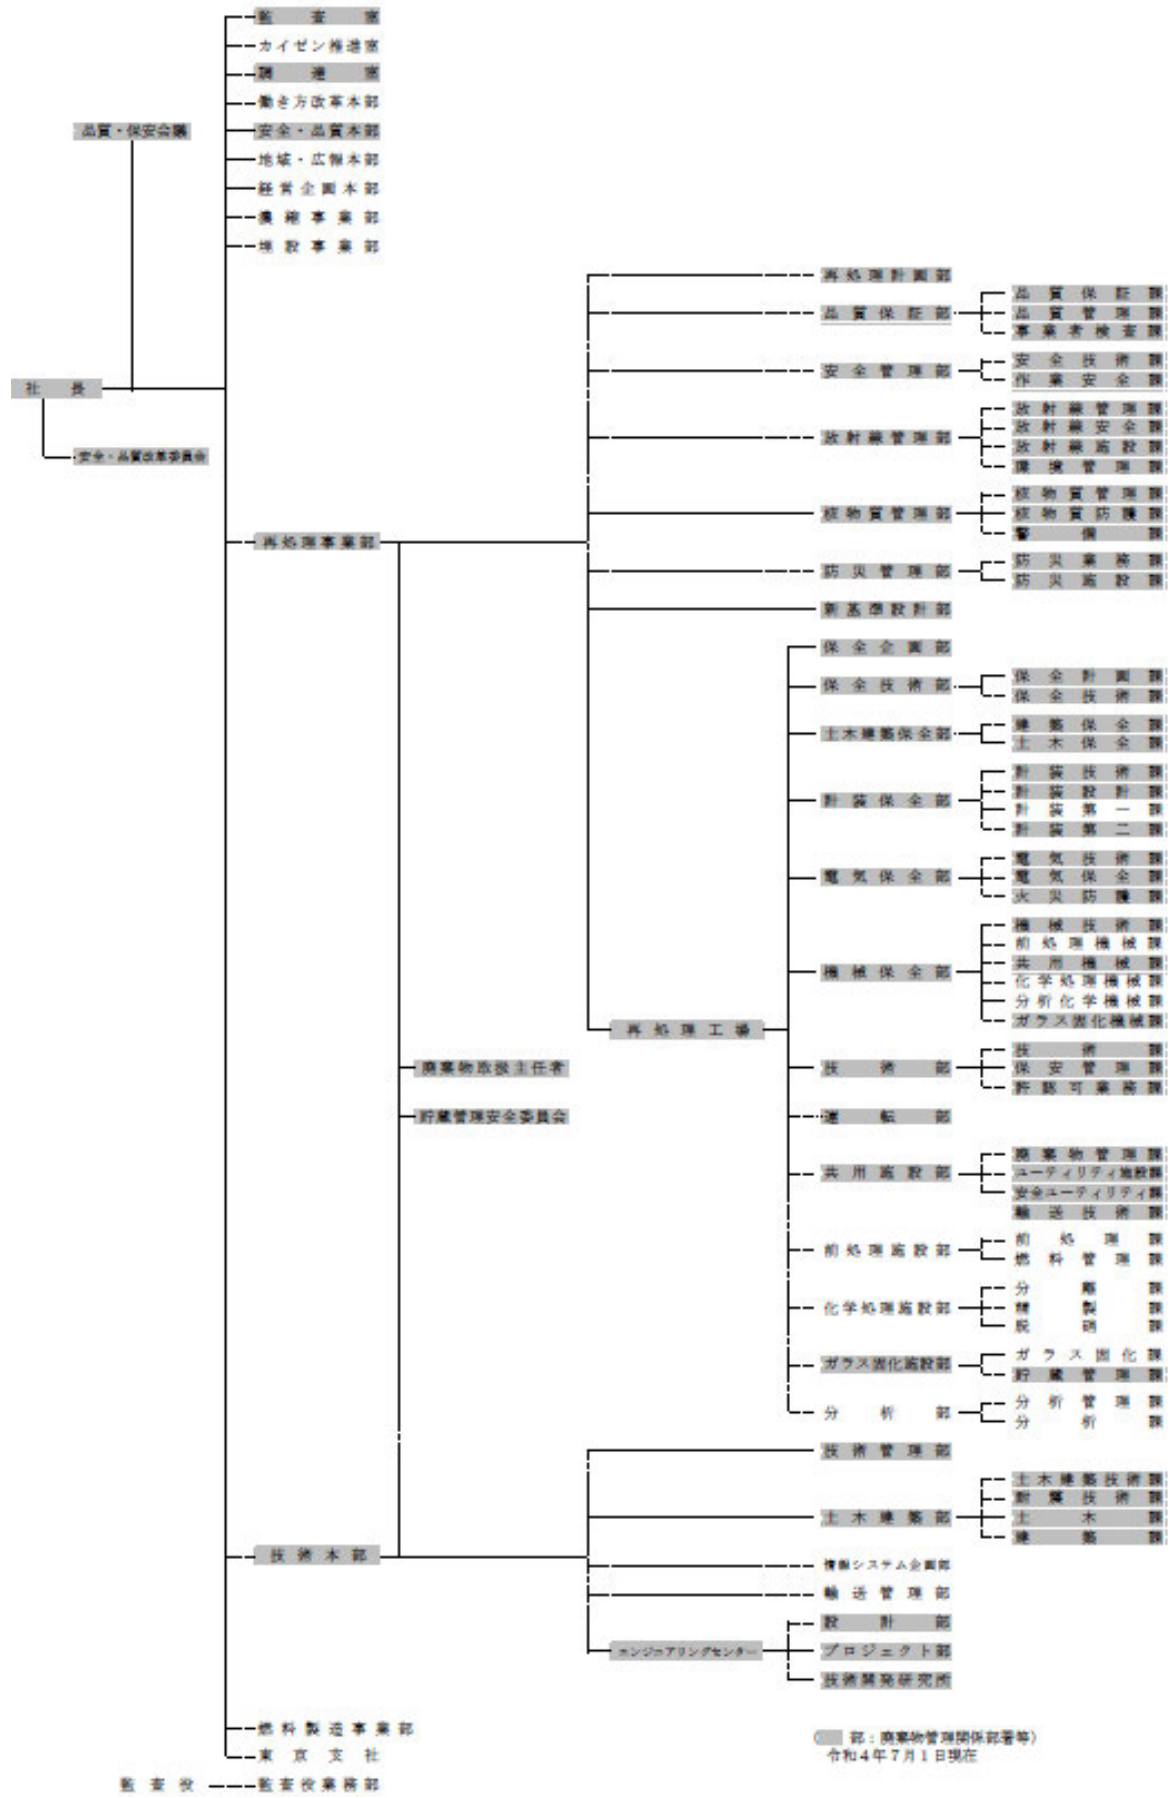 監査室
カイゼン推進室
調達室
働き方改革本部
品質・保安会議
安全・品質本部
地域・広報本部
経営企画本部
濃縮事業部
埋設事業部
再処理計画部
品質保証部
品質保証課
品質管理課
事業者検査課
安全管理部
安全技術課
作業安全課
社長
安全・品質改革委員会
放射線管理部
放射線管理課
放射線安全課
放射線施設課
環境管理課
核物質管理部
核物質管理課
核物質防護課
警備課
再処理事業部
防災管理部
防災業務課
防災施設課
新基準設計部
保全企画部
保全技術部
保全計画課
保全技術課
土木建築保全部
建築保全課
土木保全課
計装保全部
計装技術課
計装設計課
計装第一課
計装第二課
電気保全部
電気技術課
電気保全課
火災防護課
機械保全部
機械技術課
前処理機械課
共用機械課
化学処理機械課
分析化学機械課
ガラス固化機械課
再処理工場
廃棄物取扱主任者
貯蔵管理安全委員会
技術部
技術課
保安管理課
許認可業務課
運転部
共用施設部
廃棄物管理課
ユーティリティ施設課
安全ユーティリティ課
輸送技術課
前処理施設部
前処理課
燃料管理課
化学処理施設部
分離課
精製課
脱硝課
ガラス固化施設部
ガラス固化課
貯蔵管理課
分析部
分析管理課
分析課
技術管理部
土木建築部
土木建築技術課
耐震技術課
土木課
建築課
技術本部
情報システム企画部
輸送管理部
エンジニアリングセンター
設計部
プロジェクト部
技術開発研究所
燃料製造事業部
東京支社
監査役
監査役業務部
(　部：廃棄物管理関係部署等)
令和4年7月1日現在